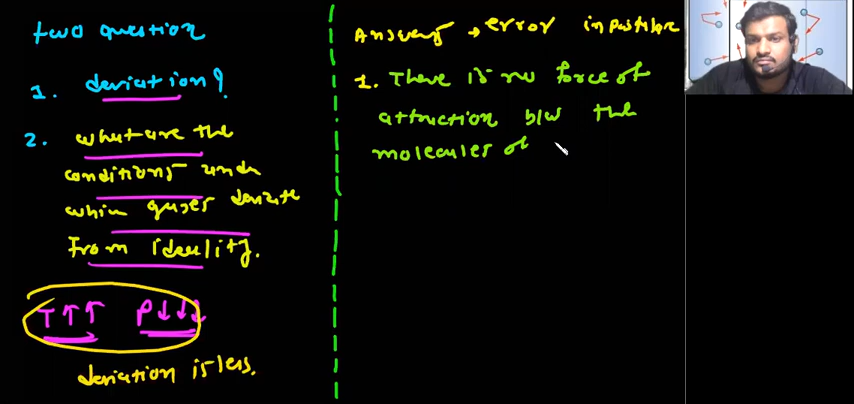 two question
1. deviation?
2. what are the
conditions under
which gases deviate
From ideality.
T↑↑ P↓↓↓
deviation is less.
Answers → error in postulate
1. There is no force of
attraction b/w the
molecules of